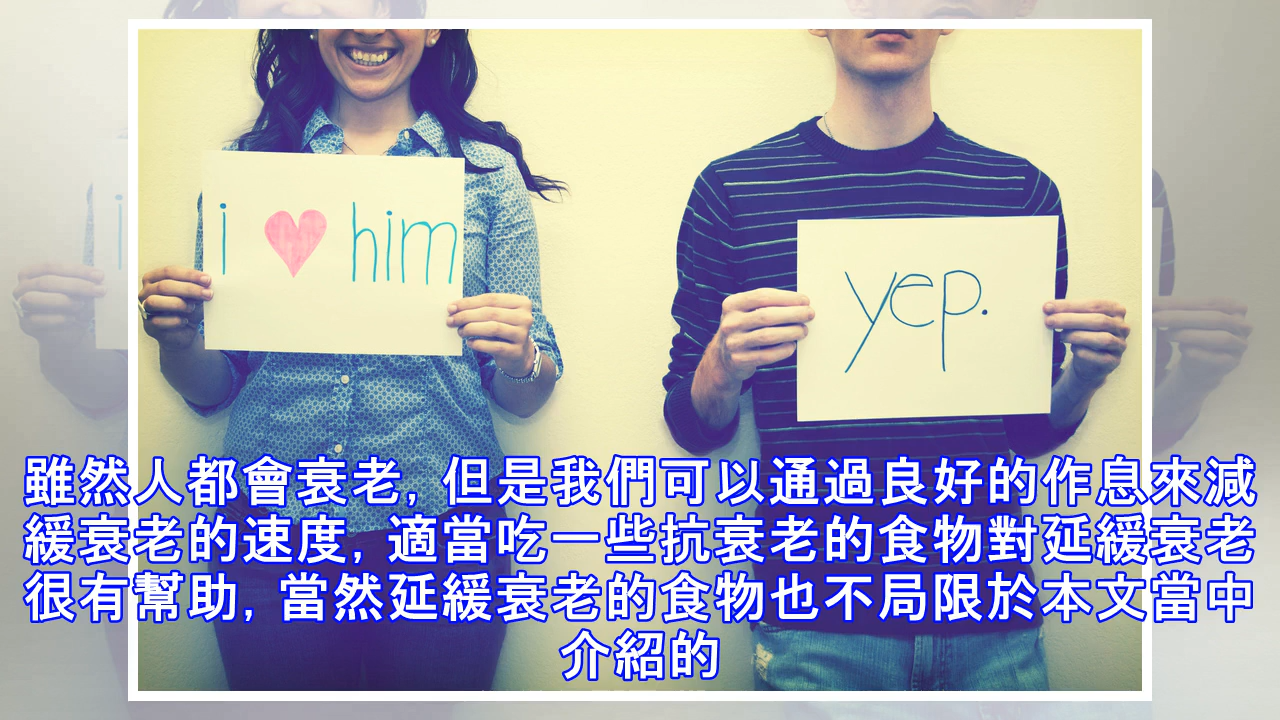 i ♥ him
yep.
雖然人都會衰老, 但是我們可以通過良好的作息來減
緩衰老的速度, 適當吃一些抗衰老的食物對延緩衰老
很有幫助, 當然延緩衰老的食物也不局限於本文當中
介紹的